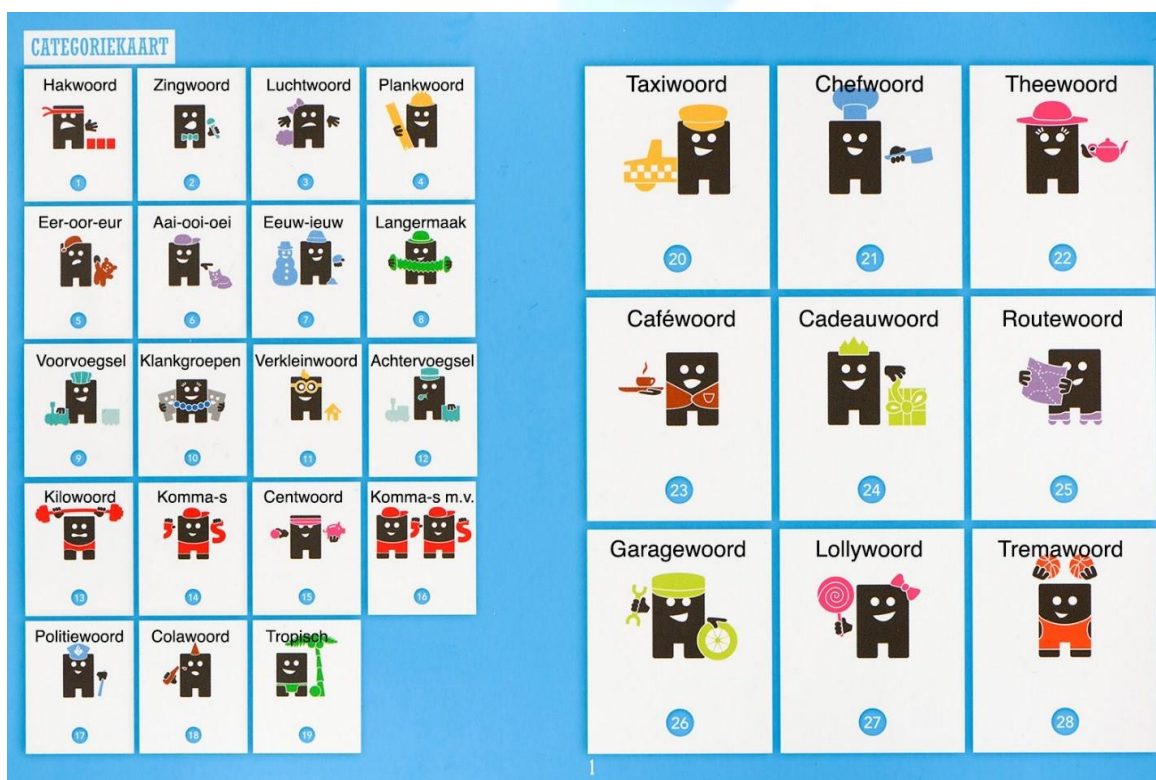 CATEGORIEKAART
Hakwoord Zingwoord Luchtwoord Plankwoord
1 2 3 4
Eer-oor-eur Aai-ooi-oei Eeuw-ieuw Langermaak
5 6 7 8
Voorvoegsel Klankgroepen Verkleinwoord Achtervoegsel
9 10 11 12
Kilowoord Komma-s Centwoord Komma-s m.v.
's 's 's
13 14 15 16
Politiewoord Colawoord Tropisch
17 18 19
Taxiwoord Chefwoord Theewoord
20 21 22
Caféwoord Cadeauwoord Routewoord
23 24 25
Garagewoord Lollywoord Tremawoord
26 27 28
1